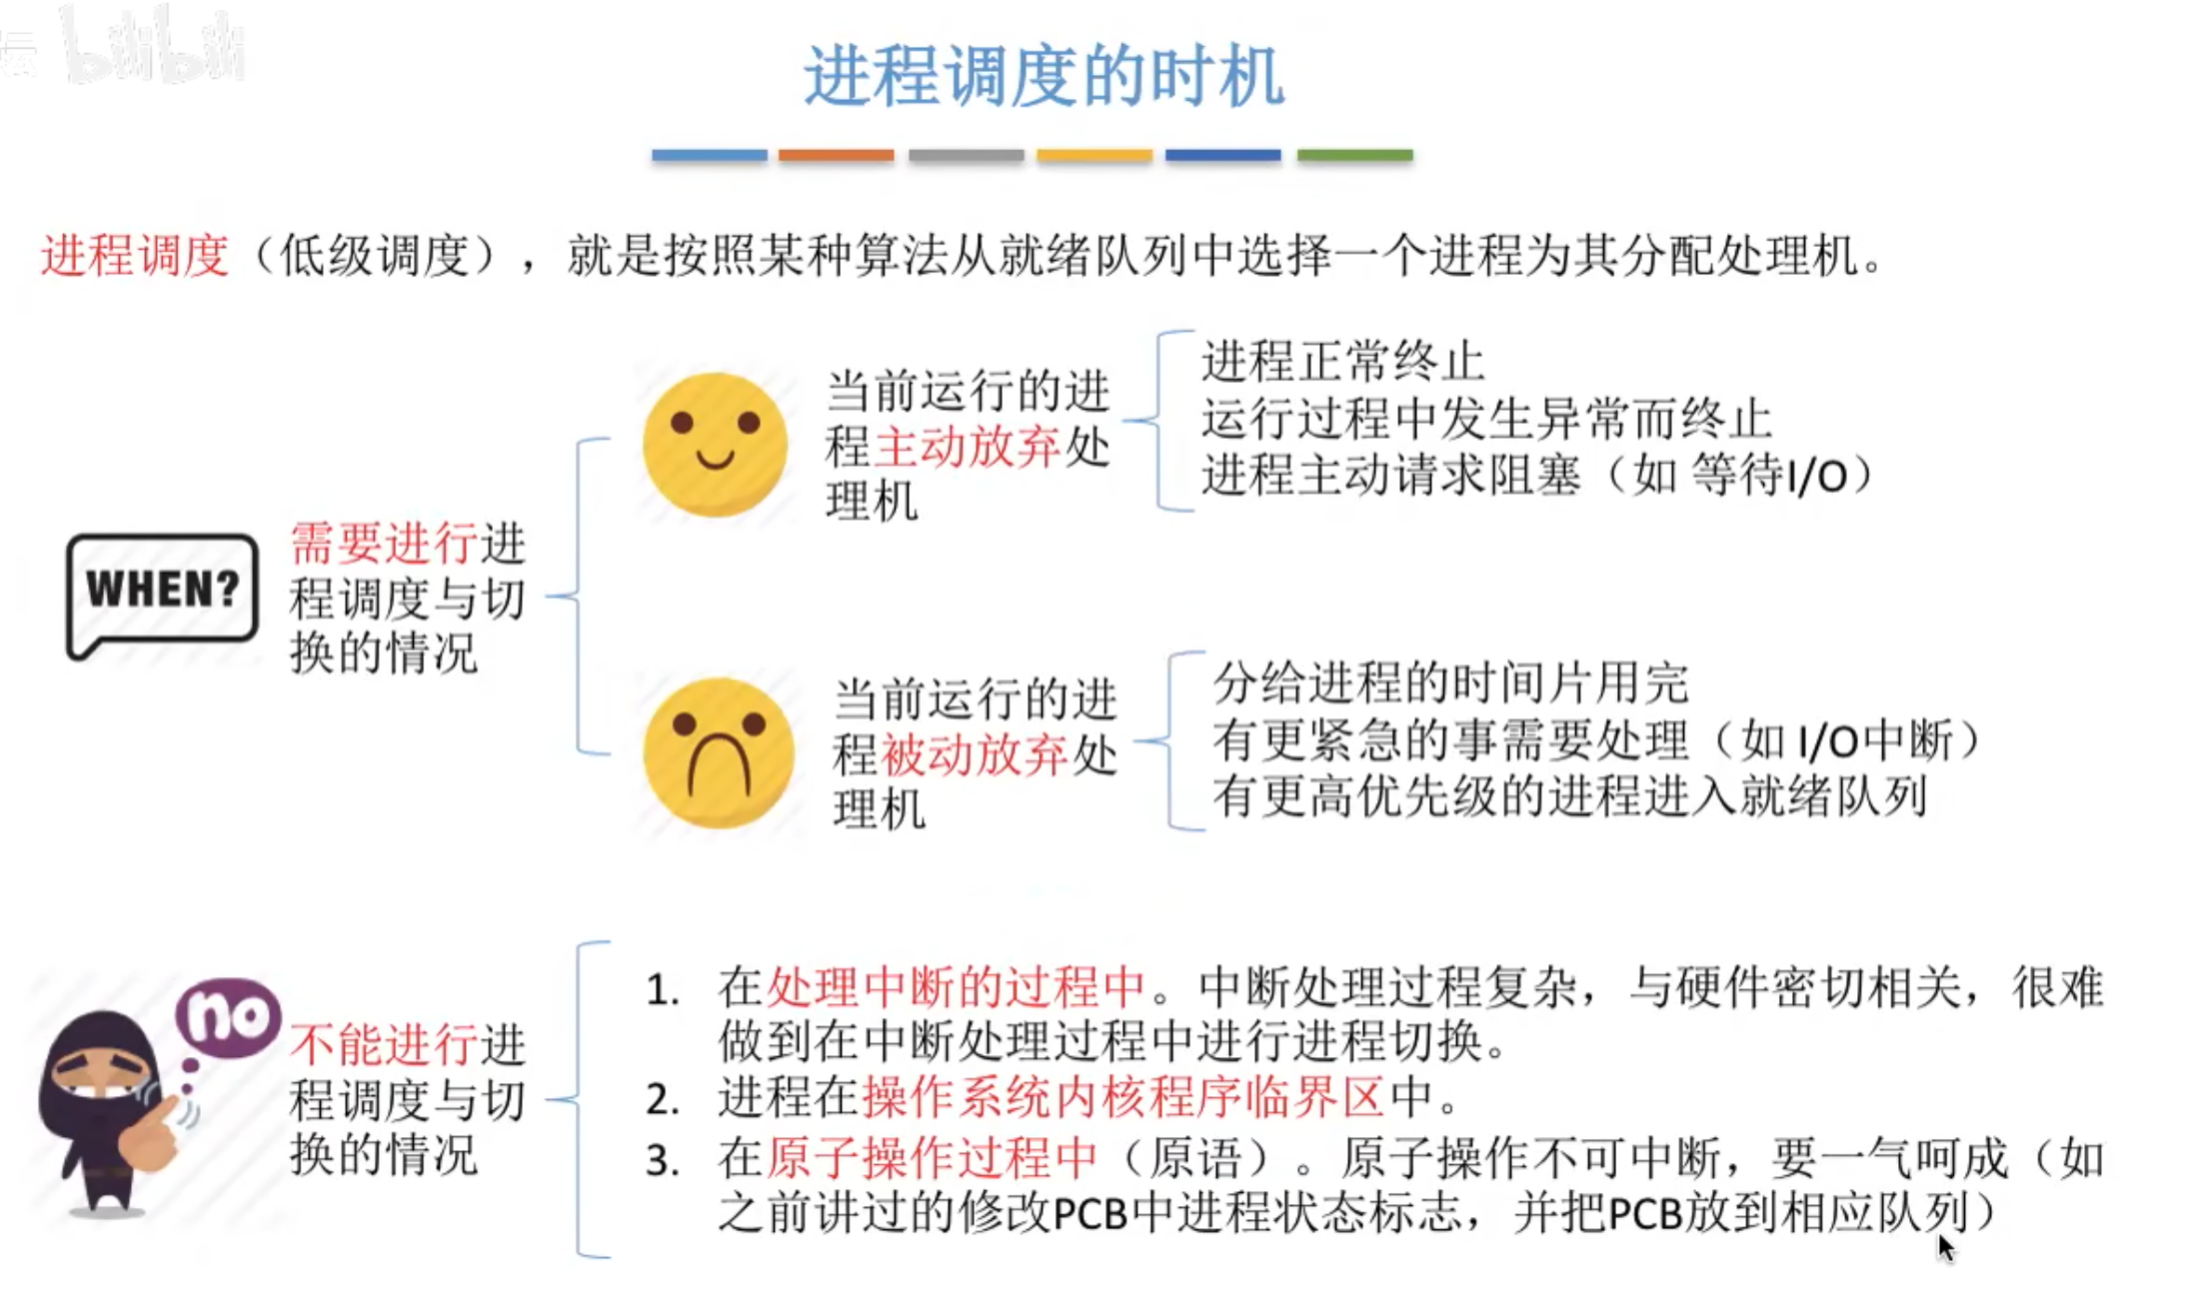 bilibili
进程调度的时机
进程调度（低级调度），就是按照某种算法从就绪队列中选择一个进程为其分配处理机。
WHEN?
需要进行进
程调度与切
换的情况
当前运行的进
程主动放弃处
理机
进程正常终止
运行过程中发生异常而终止
进程主动请求阻塞（如 等待I/O）
当前运行的进
程被动放弃处
理机
分给进程的时间片用完
有更紧急的事需要处理（如 I/O中断）
有更高优先级的进程进入就绪队列
no
不能进行进
程调度与切
换的情况
1. 在处理中断的过程中。中断处理过程复杂，与硬件密切相关，很难
做到在中断处理过程中进行进程切换。
2. 进程在操作系统内核程序临界区中。
3. 在原子操作过程中（原语）。原子操作不可中断，要一气呵成（如
之前讲过的修改PCB中进程状态标志，并把PCB放到相应队列）